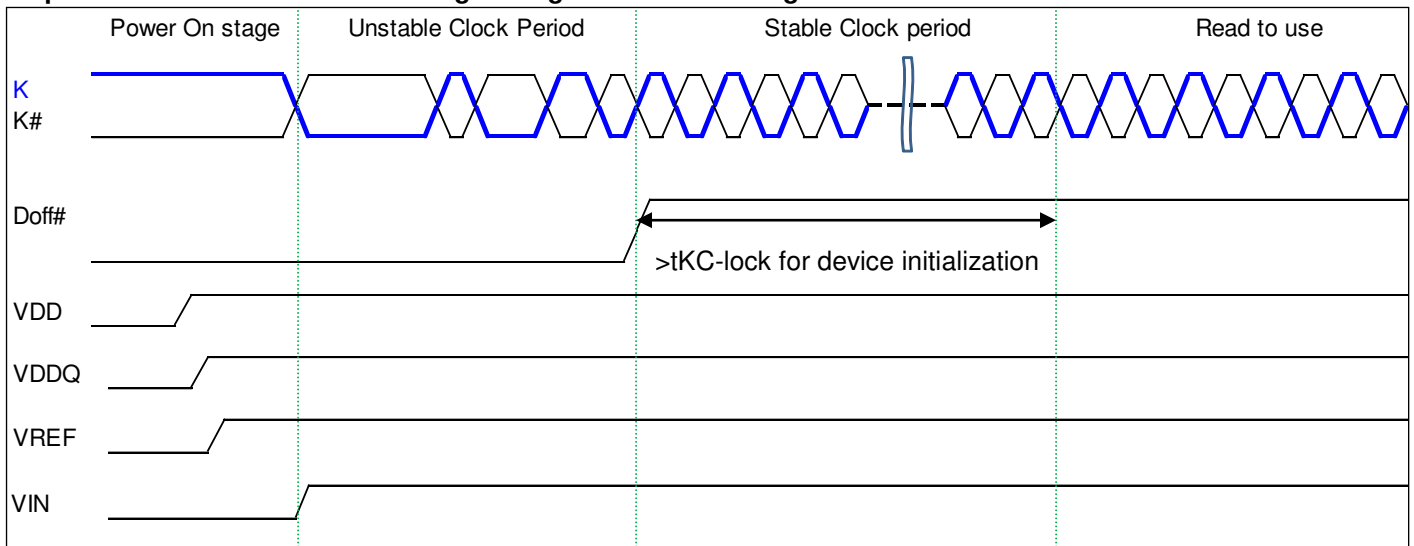 Power On stage Unstable Clock Period Stable Clock period Read to use
K
K#
Doff#
>tKC-lock for device initialization
VDD
VDDQ
VREF
VIN